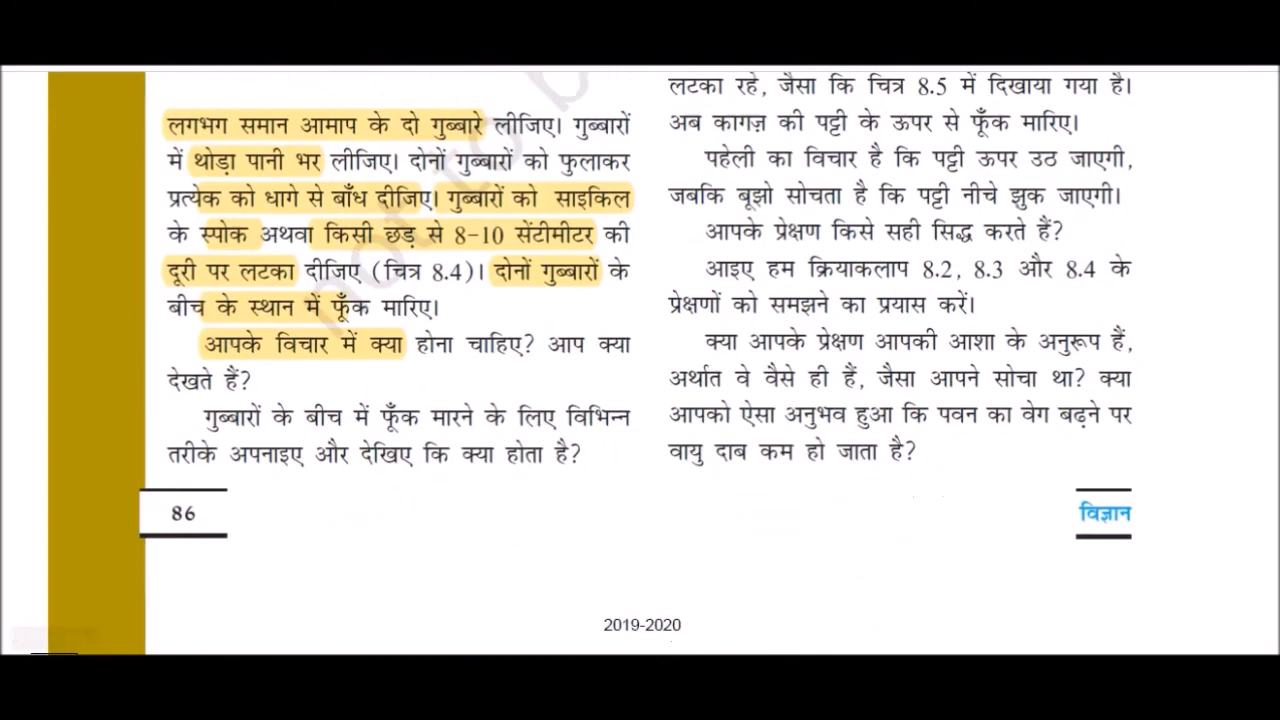 लगभग समान आमाप के दो गुब्बारे लीजिए। गुब्बारों
में थोड़ा पानी भर लीजिए। दोनों गुब्बारों को फुलाकर
प्रत्येक को धागे से बाँध दीजिए। गुब्बारों को साइकिल
के स्पोक अथवा किसी छड़ से 8-10 सेंटीमीटर की
दूरी पर लटका दीजिए (चित्र 8.4)। दोनों गुब्बारों के
बीच के स्थान में फूँक मारिए।
आपके विचार में क्या होना चाहिए? आप क्या
देखते हैं?
गुब्बारों के बीच में फूँक मारने के लिए विभिन्न
तरीके अपनाइए और देखिए कि क्या होता है?
लटका रहे, जैसा कि चित्र 8.5 में दिखाया गया है।
अब कागज़ की पट्टी के ऊपर से फूँक मारिए।
पहेली का विचार है कि पट्टी ऊपर उठ जाएगी,
जबकि बूझो सोचता है कि पट्टी नीचे झुक जाएगी।
आपके प्रेक्षण किसे सही सिद्ध करते हैं?
आइए हम क्रियाकलाप 8.2, 8.3 और 8.4 के
प्रेक्षणों को समझने का प्रयास करें।
क्या आपके प्रेक्षण आपकी आशा के अनुरूप हैं,
अर्थात वे वैसे ही हैं, जैसा आपने सोचा था? क्या
आपको ऐसा अनुभव हुआ कि पवन का वेग बढ़ने पर
वायु दाब कम हो जाता है?
86
विज्ञान
2019-2020
not to b